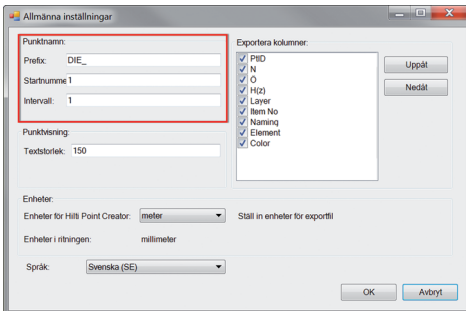 Allmänna inställningar
Punktnamn:
Prefix: DIE_
Startnumme 1
Intervall: 1
Punktvisning:
Textstorlek: 150
Exportera kolumner:
PtID
N
Ö
H(z)
Layer
Item No
Naming
Element
Color
Uppåt
Nedåt
Enheter:
Enheter för Hilti Point Creator: meter
Ställ in enheter för exportfil
Enheter i ritningen: millimeter
Språk: Svenska (SE)
OK
Avbryt